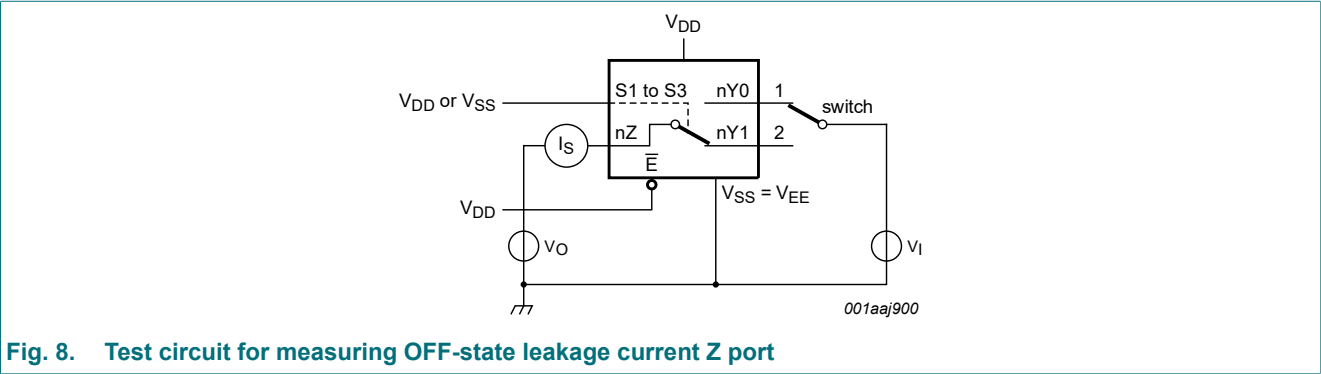 VDD
VDD or VSS
S1 to S3
nY0
1
switch
IS
nZ
nY1
2
E
VSS = VEE
VDD
VO
VI
001aaj900
Fig. 8. Test circuit for measuring OFF-state leakage current Z port